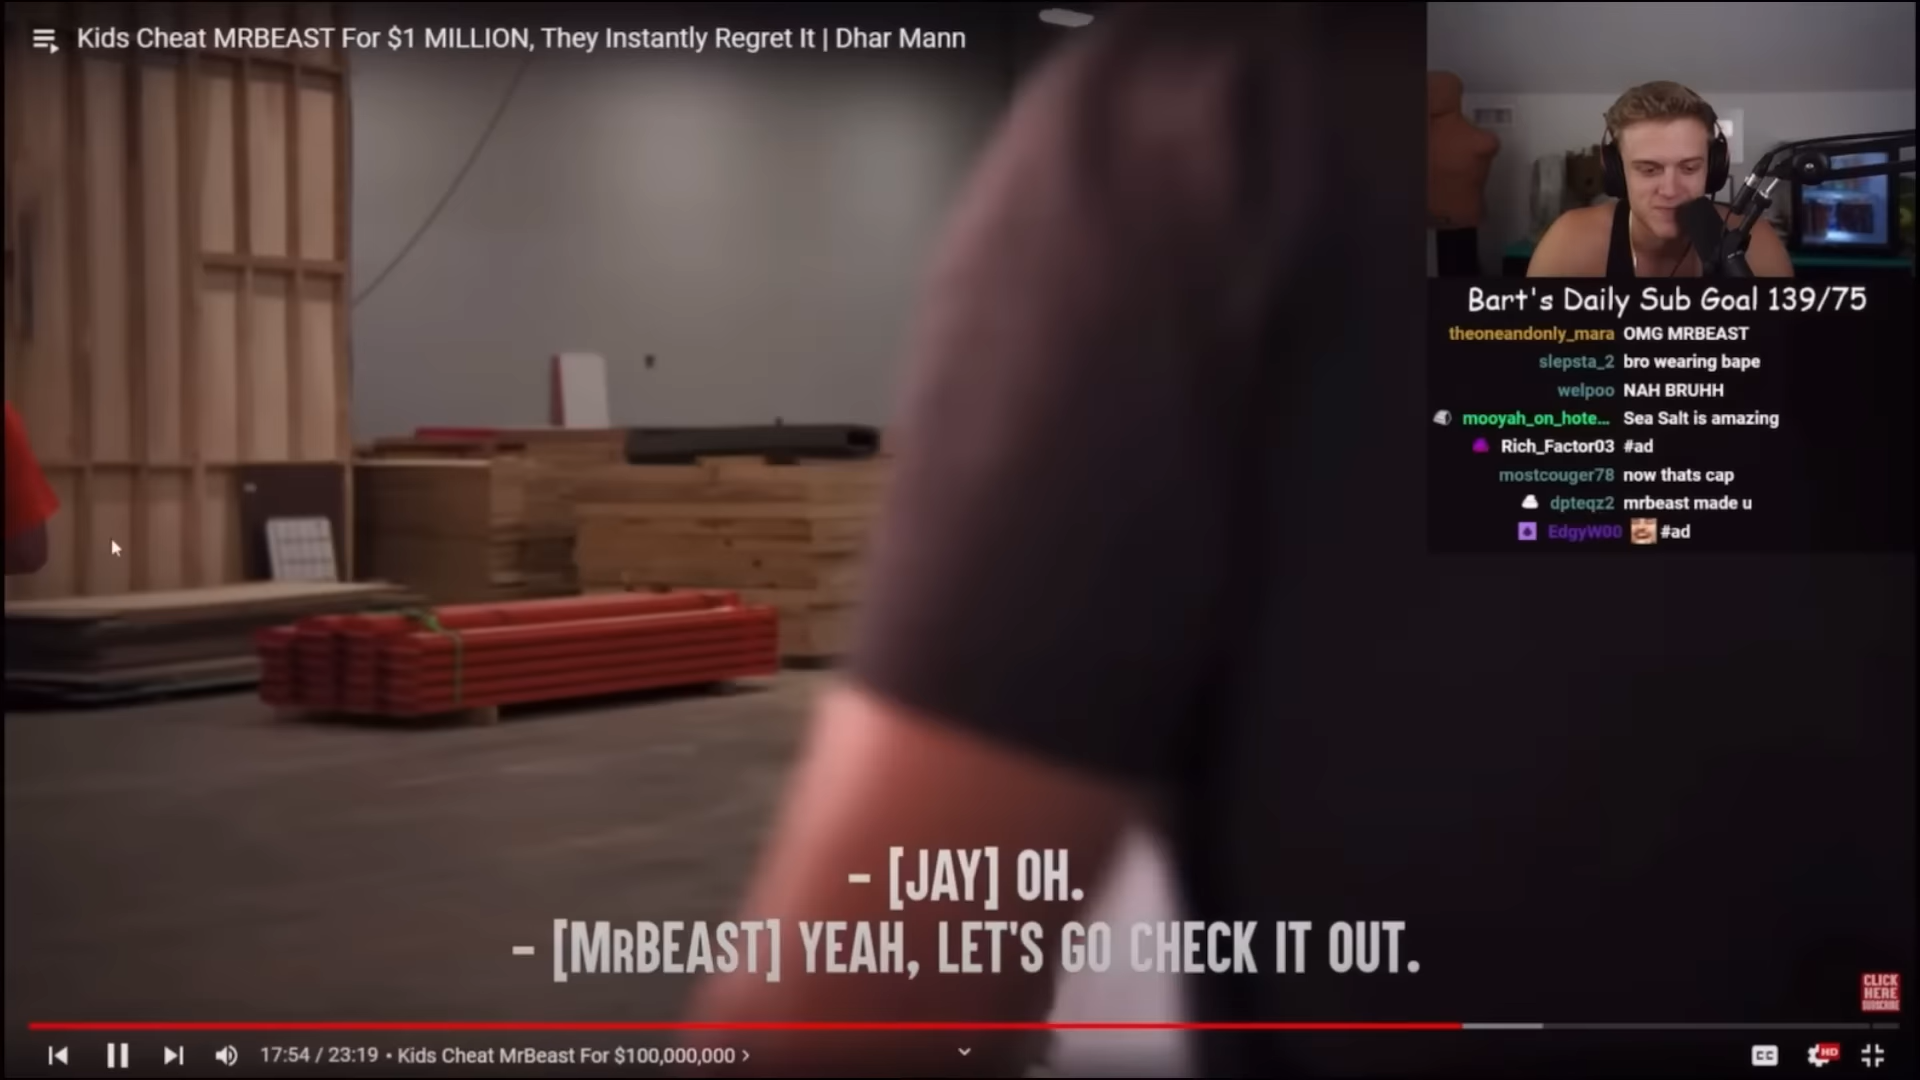 Kids Cheat MRBEAST For $1 MILLION, They Instantly Regret It | Dhar Mann
Bart's Daily Sub Goal 139/75
theoneandonly_mara OMG MRBEAST
slepsta_2 bro wearing bape
welpoo NAH BRUHH
mooyah_on_hote... Sea Salt is amazing
Rich_Factor03 #ad
mostcouger78 now thats cap
dpteqz2 mrbeast made u
EdgyW00 #ad
- [JAY] OH.
- [MRBEAST] YEAH, LET'S GO CHECK IT OUT.
CLICK
HERE
SUBSCRIBE
17:54 / 23:19 • Kids Cheat MrBeast For $100,000,000 >
CC
HD